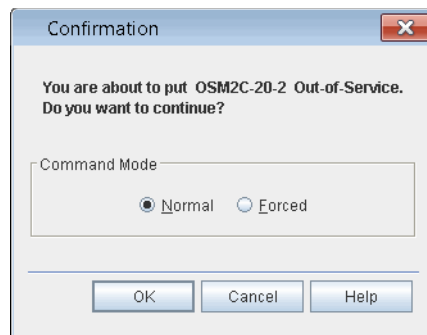 Confirmation
You are about to put OSM2C-20-2 Out-of-Service.
Do you want to continue?
Command Mode
Normal Forced
OK Cancel Help